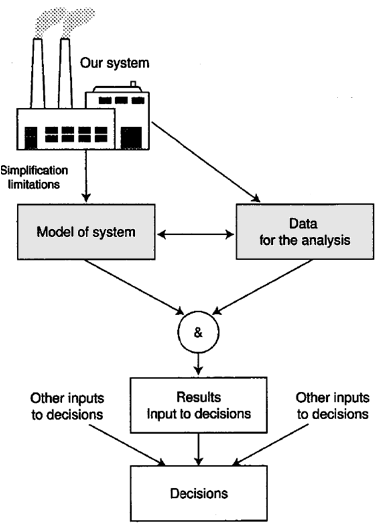 Our system
Simplification
limitations
Model of system
Data
for the analysis
&
Other inputs
to decisions
Results
Input to decisions
Other inputs
to decisions
Decisions